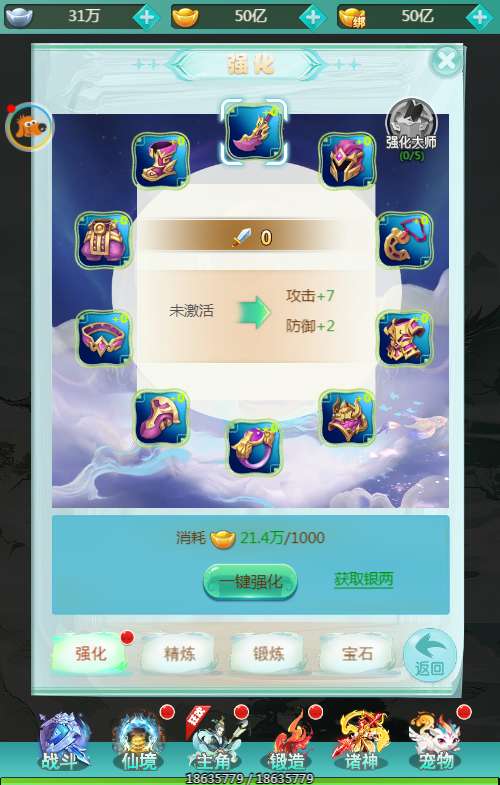 31万
50亿
绑
50亿
强化
强化大师
(0/5)
0
未激活
攻击+7
防御+2
消耗 21.4万/1000
一键强化
获取银两
强化
精炼
锻炼
宝石
返回
战斗
仙境
狂欢
主角
锻造
诸神
宠物
18635779 / 18635779